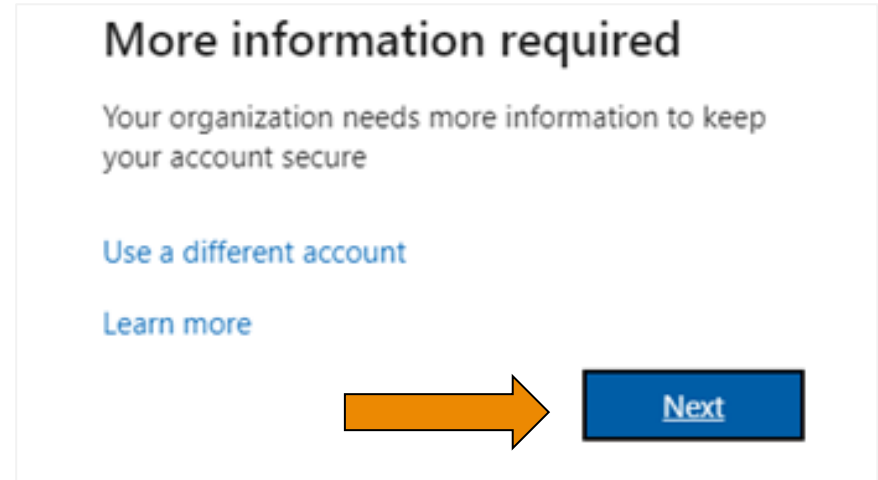 More information required
Your organization needs more information to keep
your account secure
Use a different account
Learn more
Next